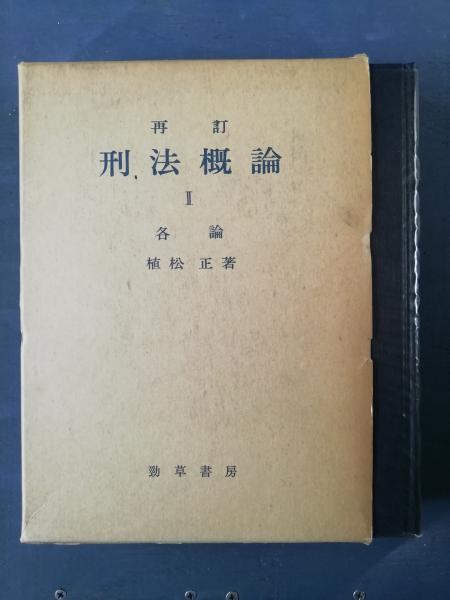 再訂
刑法概論
Ⅱ
各論
植松正著
勁草書房